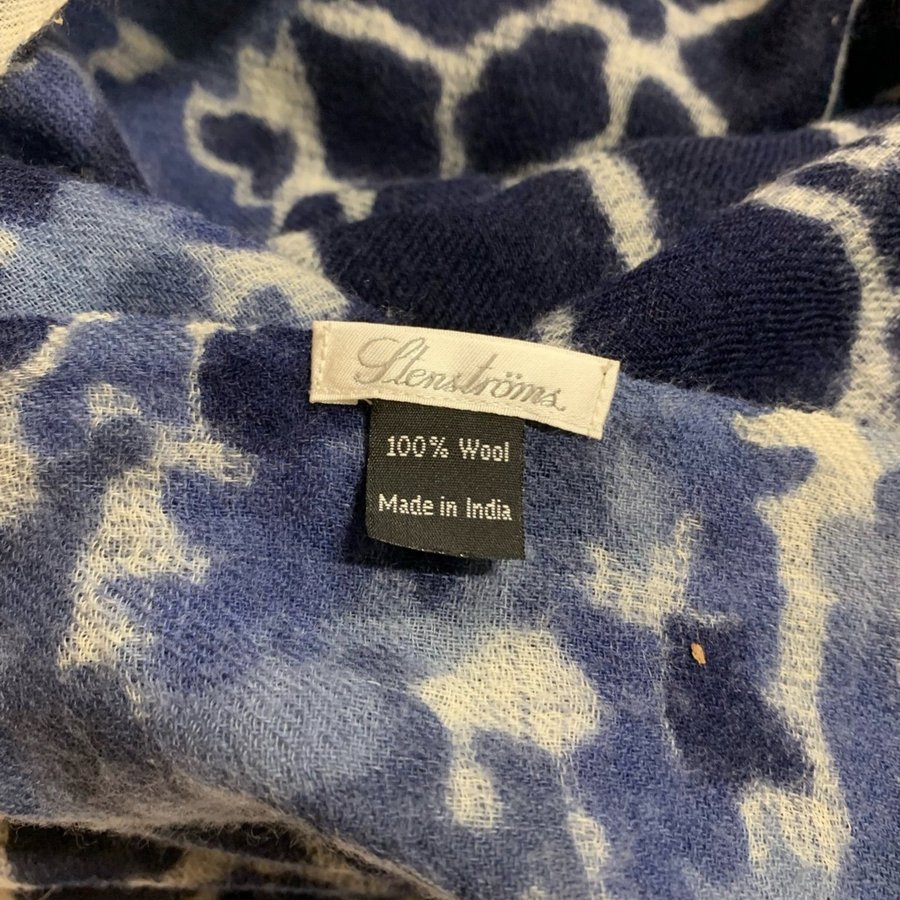 Stenströms
100% Wool
Made in India